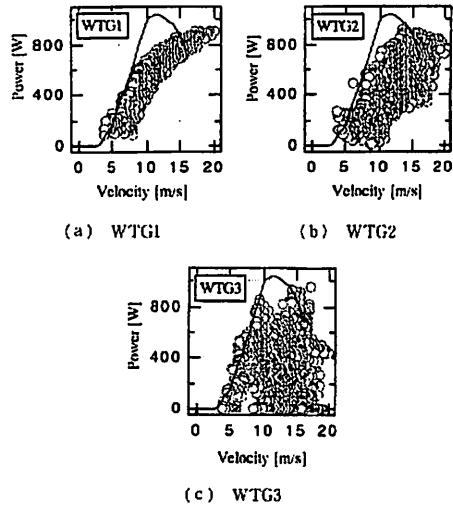 WTG1
WTG2
Power [W]
Power [W]
800
400
0
800
400
0
0 5 10 15 20
0 5 10 15 20
Velocity [m/s]
Velocity [m/s]
(a) WTG1
(b) WTG2
WTG3
Power [W]
800
400
0
0 5 10 15 20
Velocity [m/s]
(c) WTG3